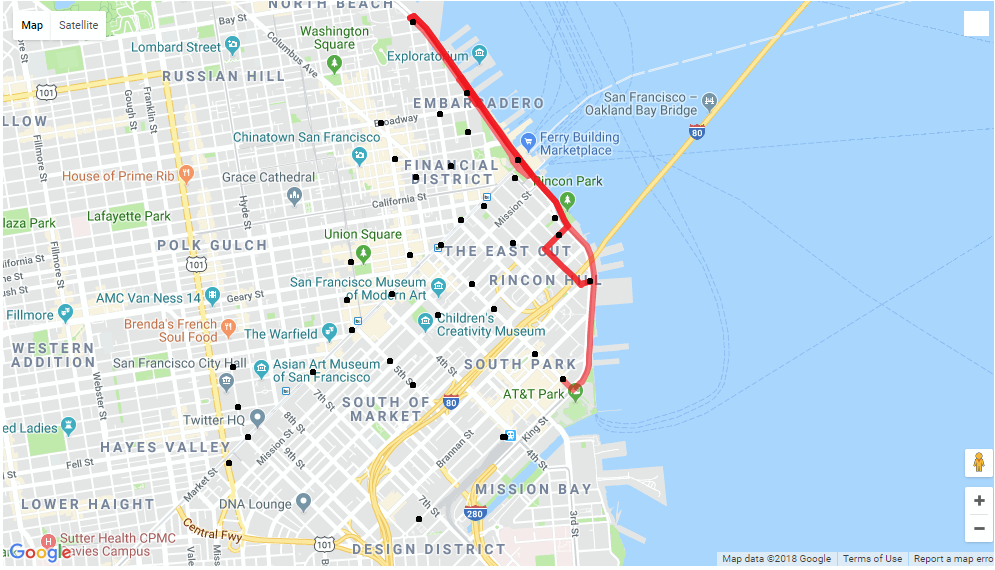 NORTH BEACH
Map
Satellite
Bay St
Washington
Square
Lombard Street
Columbus Ave
Exploratorium
RUSSIAN HILL
101
Franklin St
Gough St
EMBARCADERO
San Francisco –
Oakland Bay Bridge
80
LLOW
Broadway
Fillmore St
Chinatown San Francisco
Ferry Building
Marketplace
House of Prime Rib
Grace Cathedral
FINANCIAL
DISTRICT
Rincon Park
Hyde St
California St
Mission St
Lafayette Park
laza Park
Union Square
POLK GULCH
THE EAST CUT
ifornia St
101
San Francisco Museum
of Modern Art
RINCON HILL
ush St
AMC Van Ness 14
Geary St
Fillmore
Brenda's French
Soul Food
The Warfield
Children's
Creativity Museum
WESTERN
ADDITION
San Francisco City Hall
Asian Art Museum
of San Francisco
4th St
SOUTH PARK
5th St
AT&T Park
Webster St
80
SOUTH OF
MARKET
7th St
8th St
Twitter HQ
ed Ladies
King St
HAYES VALLEY
Mission St
9th St
Brannan St
4th St
Fell St
Market St
MISSION BAY
LOWER HAIGHT
DNA Lounge
7th St
280
3rd St
Central Fwy
Sutter Health CPMC
Davies Campus
101
DESIGN DISTRICT
Google
Map data ©2018 Google
Terms of Use
Report a map erro